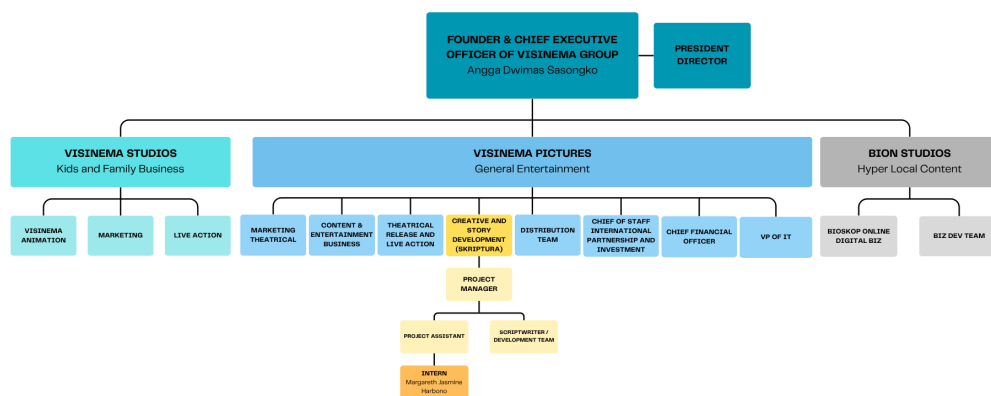 FOUNDER & CHIEF EXECUTIVE
OFFICER OF VISINEMA GROUP
Angga Dwimas Sasongko
PRESIDENT
DIRECTOR
VISINEMA STUDIOS
Kids and Family Business
VISINEMA PICTURES
General Entertainment
BION STUDIOS
Hyper Local Content
VISINEMA
ANIMATION
MARKETING
LIVE ACTION
MARKETING
THEATRICAL
CONTENT &
ENTERTAINMENT
BUSINESS
THEATRICAL
RELEASE AND
LIVE ACTION
CREATIVE AND
STORY
DEVELOPMENT
(SKRIPTURA)
DISTRIBUTION
TEAM
CHIEF OF STAFF
INTERNATIONAL
PARTNERSHIP AND
INVESTMENT
CHIEF FINANCIAL
OFFICER
VP OF IT
BIOSKOP ONLINE
DIGITAL BIZ
BIZ DEV TEAM
PROJECT
MANAGER
PROJECT ASSISTANT
SCRIPTWRITER /
DEVELOPMENT TEAM
INTERN
Margareth Jasmine
Harbono